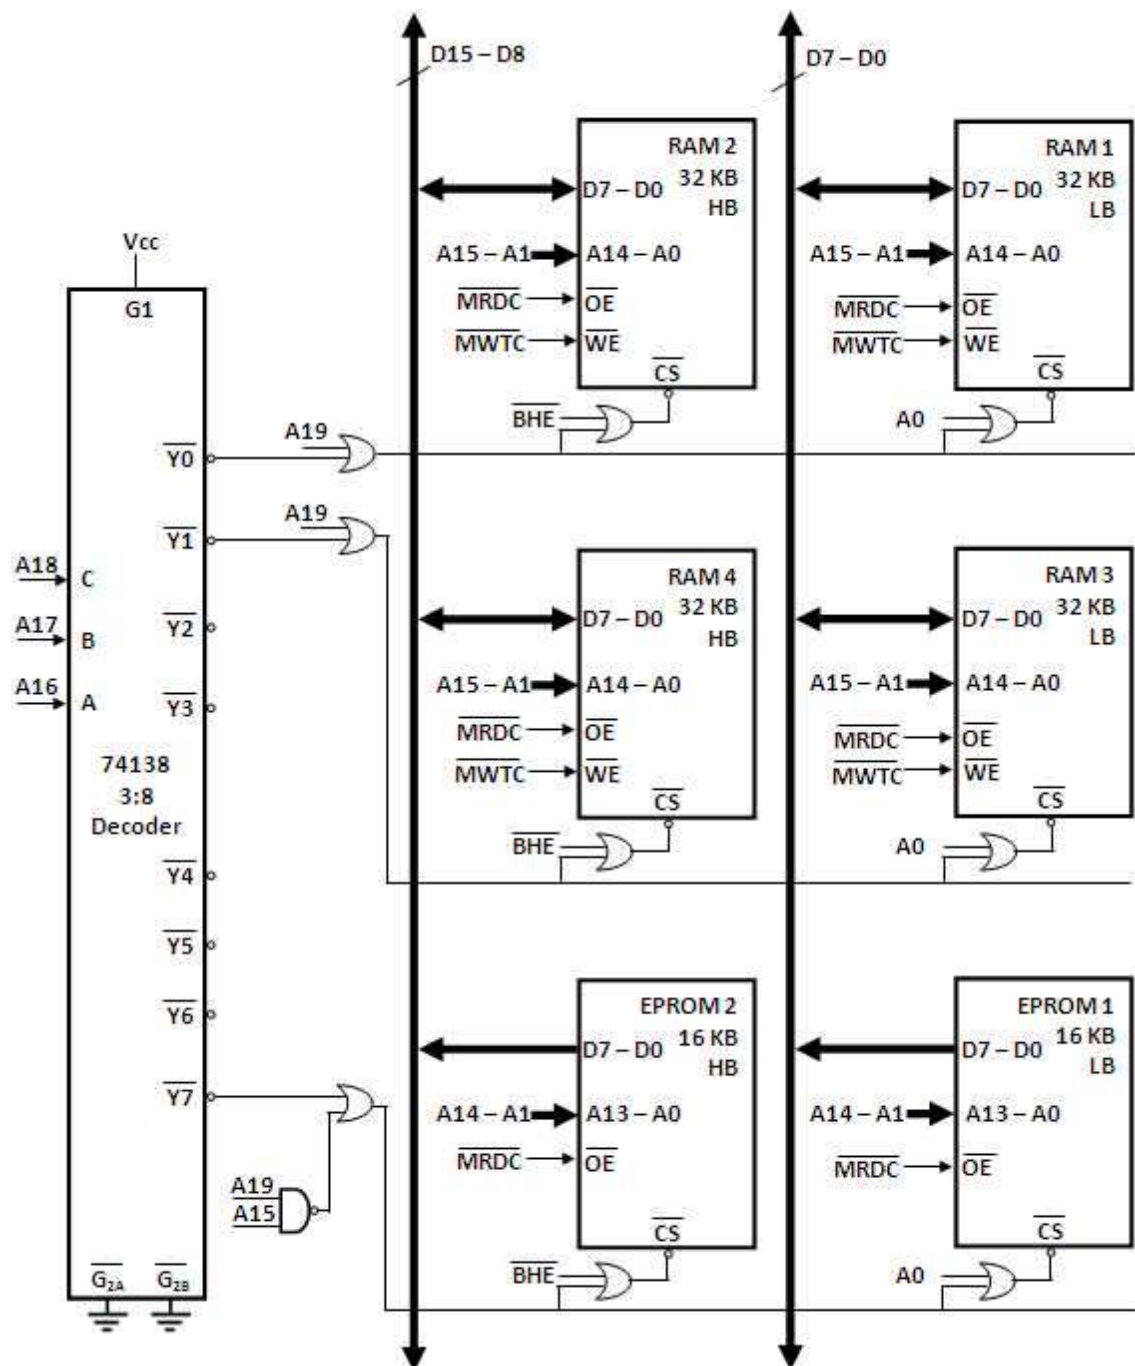 D15 – D8
D7 – D0
RAM 2
32 KB
HB
D7 – D0
A15 – A1
A14 – A0
MRDC
OE
MWTC
WE
CS
BHE
RAM 1
32 KB
LB
D7 – D0
A15 – A1
A14 – A0
MRDC
OE
MWTC
WE
CS
A0
Vcc
G1
A19
Y0
A19
Y1
A18
C
Y2
A17
B
A16
A
Y3
74138
3:8
Decoder
Y4
Y5
Y6
Y7
A19
A15
G2A
G2B
RAM 4
32 KB
HB
D7 – D0
A15 – A1
A14 – A0
MRDC
OE
MWTC
WE
CS
BHE
RAM 3
32 KB
LB
D7 – D0
A15 – A1
A14 – A0
MRDC
OE
MWTC
WE
CS
A0
EPROM 2
16 KB
HB
D7 – D0
A14 – A1
A13 – A0
MRDC
OE
CS
BHE
EPROM 1
16 KB
LB
D7 – D0
A14 – A1
A13 – A0
MRDC
OE
CS
A0